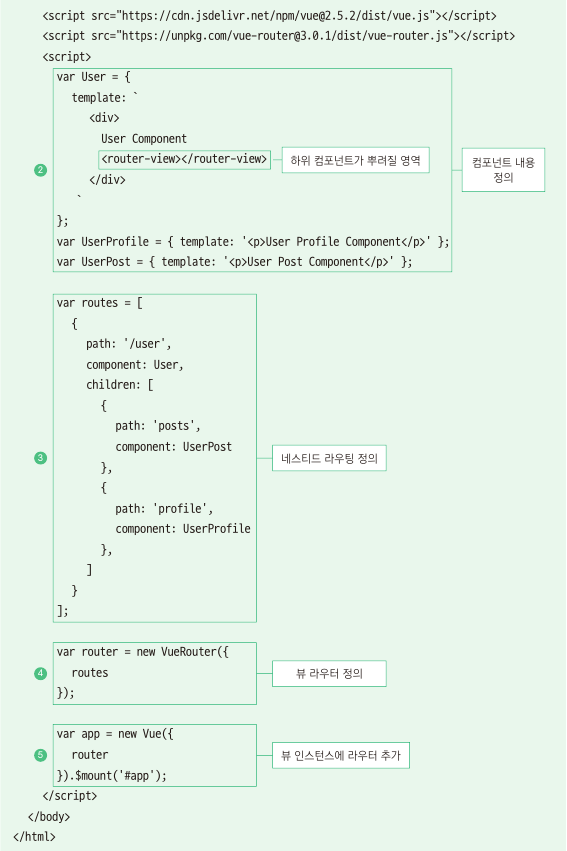 <script src="https://cdn.jsdelivr.net/npm/vue@2.5.2/dist/vue.js"></script>
<script src="https://unpkg.com/vue-router@3.0.1/dist/vue-router.js"></script>
<script>
var User = {
template: `
<div>
User Component
<router-view></router-view> 하위 컴포넌트가 뿌려질 영역
컴포넌트 내용
정의
2
</div>
`
};
var UserProfile = { template: '<p>User Profile Component</p>' };
var UserPost = { template: '<p>User Post Component</p>' };
var routes = [
{
path: '/user',
component: User,
children: [
{
path: 'posts',
component: UserPost
3
네스티드 라우팅 정의
},
{
path: 'profile',
component: UserProfile
},
]
}
];
var router = new VueRouter({
4 routes 뷰 라우터 정의
});
var app = new Vue({
5 router 뷰 인스턴스에 라우터 추가
}).$mount('#app');
</script>
</body>
</html>